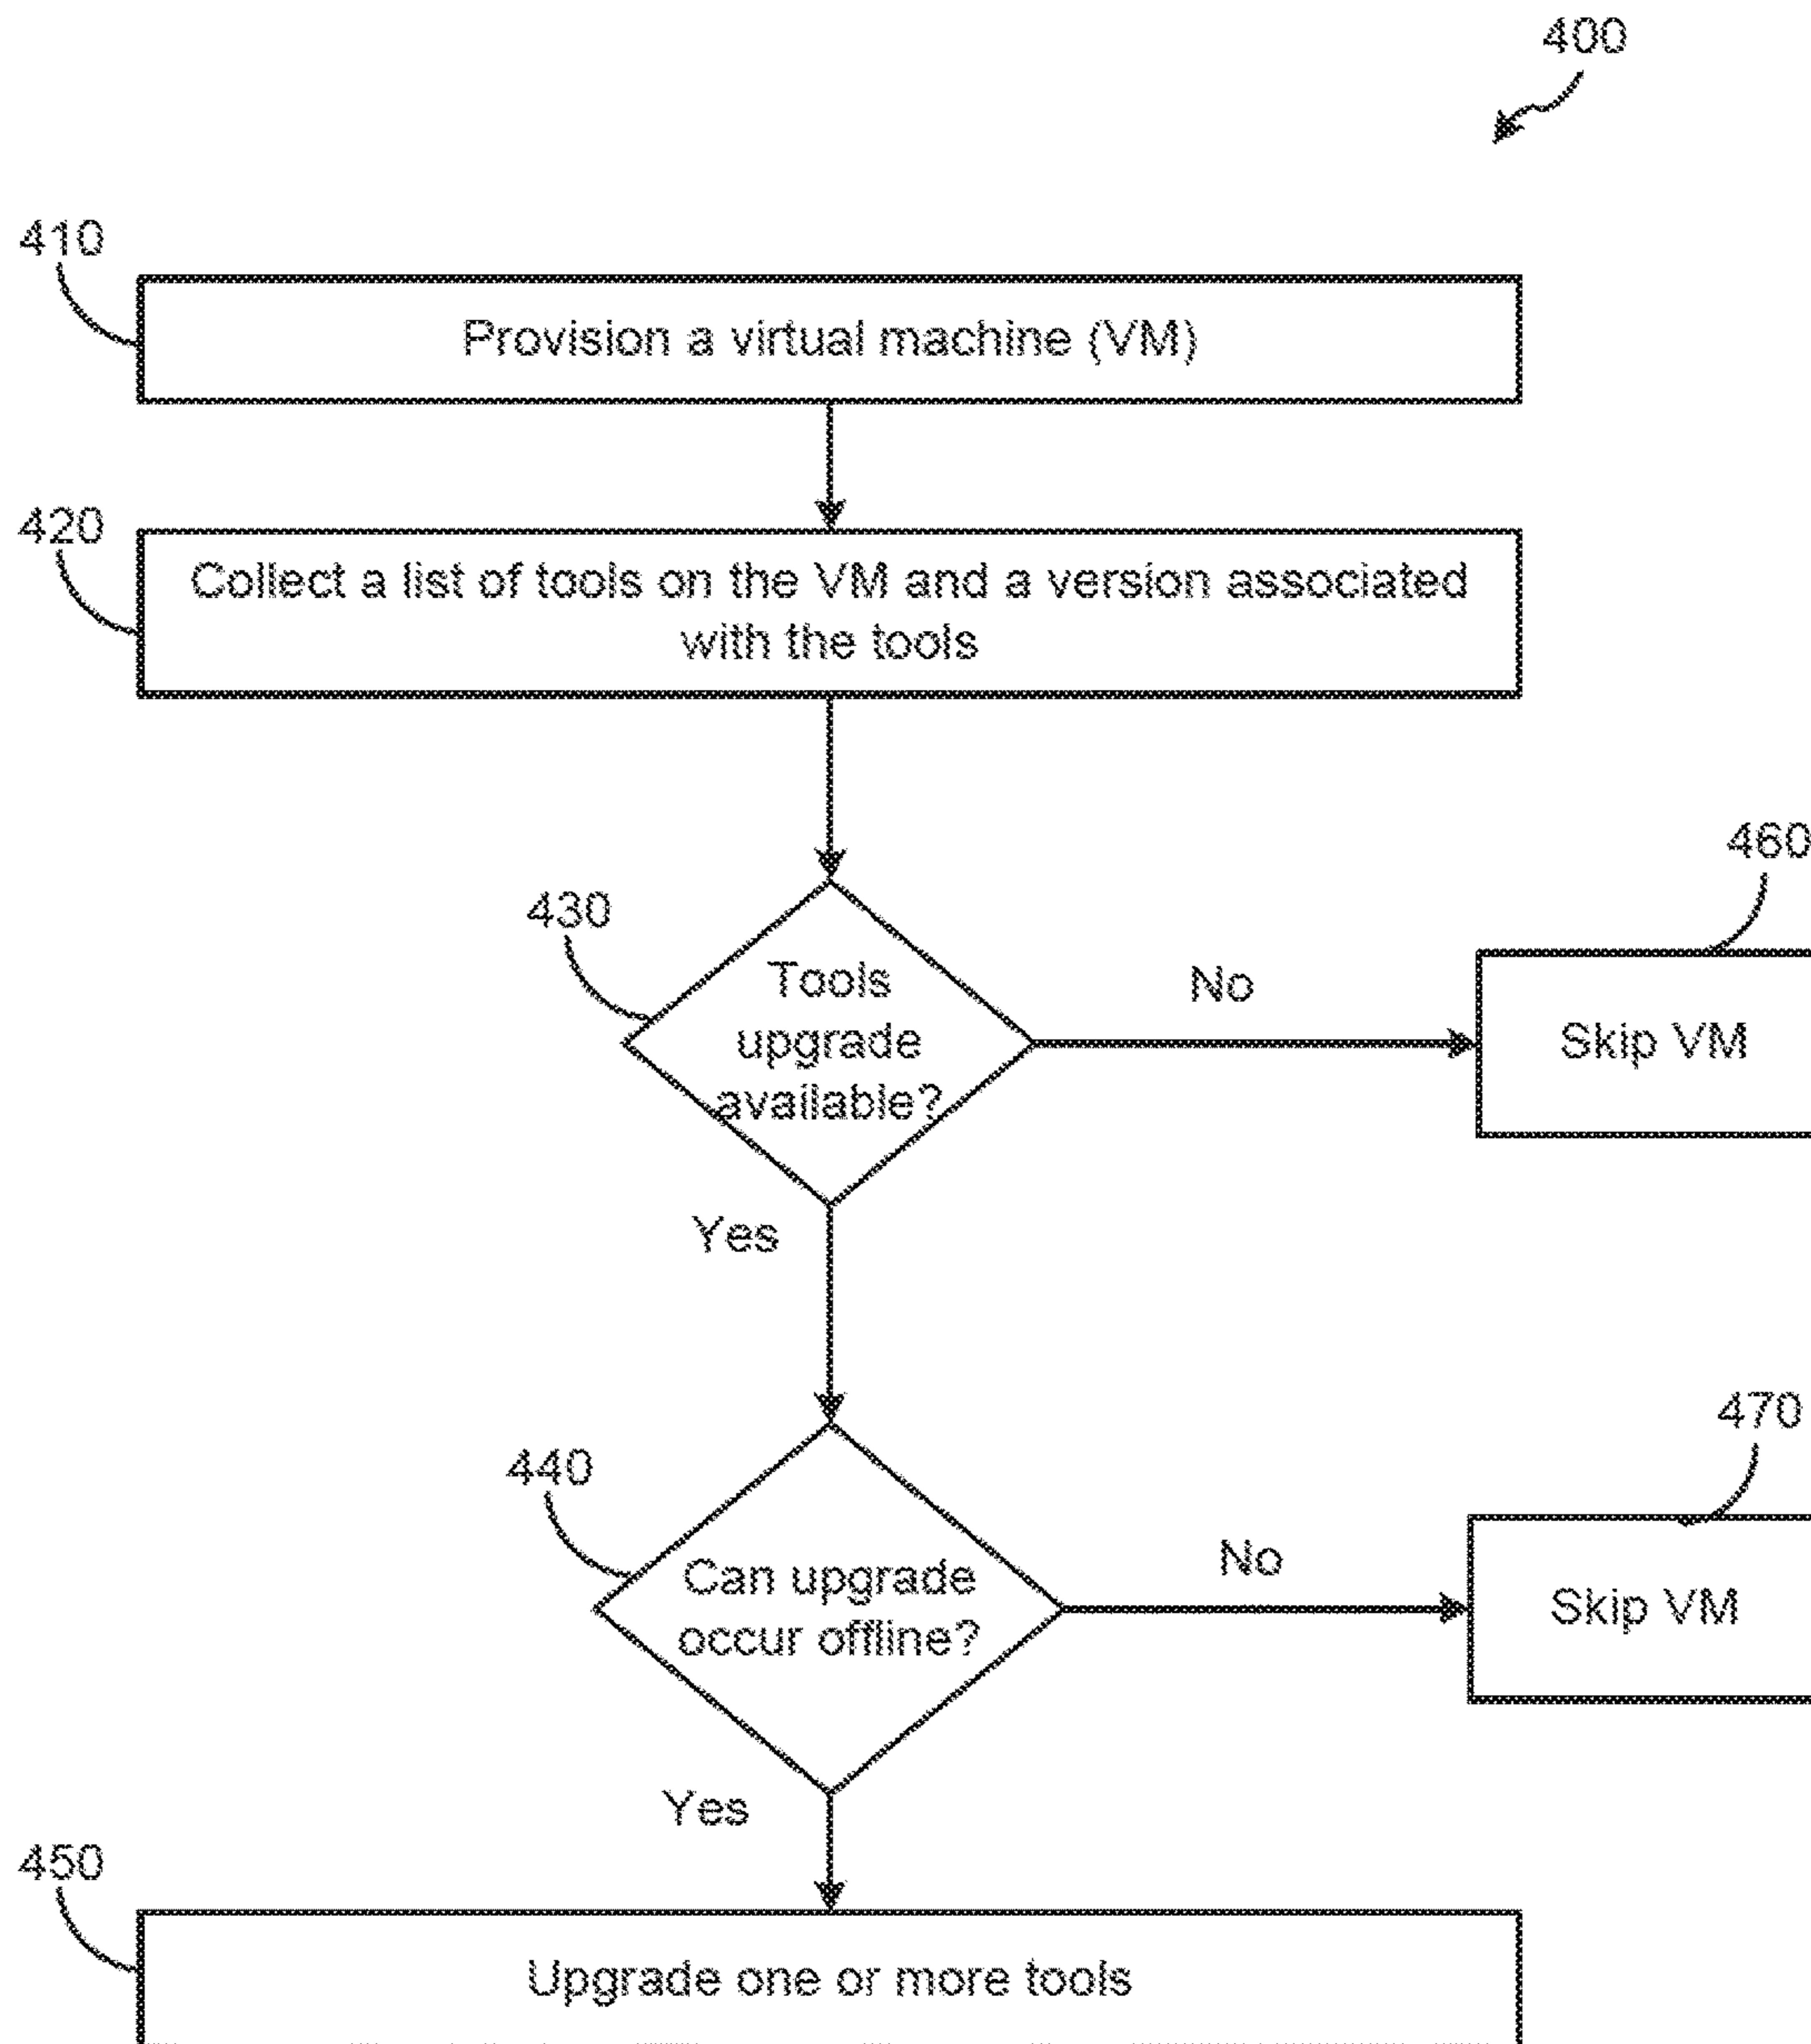 400
410
Provision a virtual machine (VM)
420
Collect a list of tools on the VM and a version associated
with the tools
460
430
Tools
upgrade
available?
No
Skip VM
Yes
470
440
Can upgrade
occur offline?
No
Skip VM
Yes
450
Upgrade one or more tools